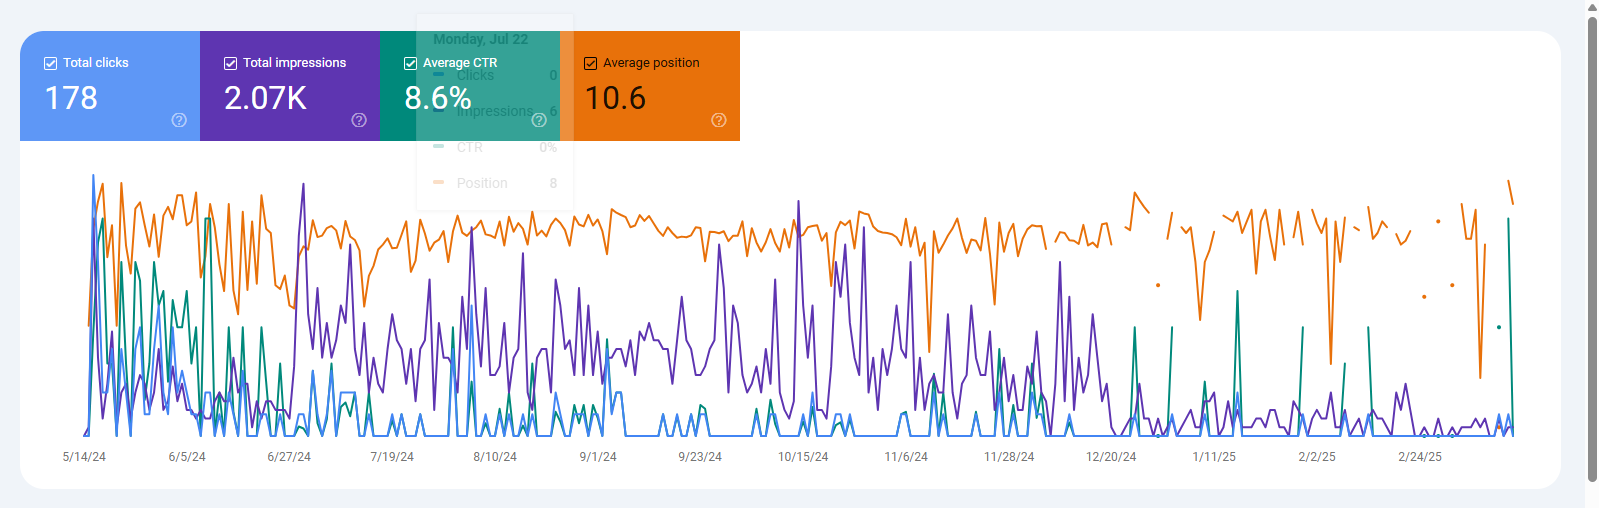 Total clicks
178
Total impressions
2.07K
Average CTR
8.6%
Average position
10.6
Monday, Jul 22
Clicks 0
Impressions 6
CTR 0%
Position 8
5/14/24 6/5/24 6/27/24 7/19/24 8/10/24 9/1/24 9/23/24 10/15/24 11/6/24 11/28/24 12/20/24 1/11/25 2/2/25 2/24/25